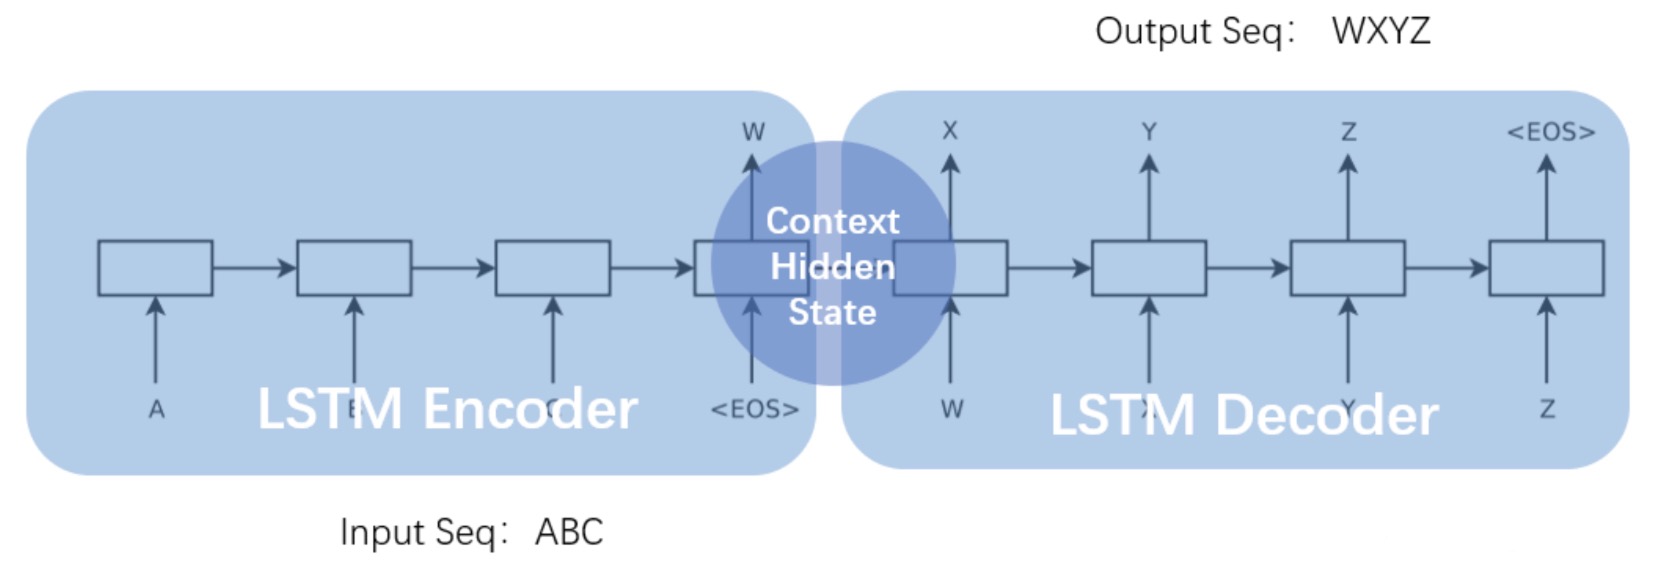 Output Seq： WXYZ
W X Y Z <EOS>
Context
Hidden
State
A B C <EOS> W X Y Z
LSTM Encoder
LSTM Decoder
Input Seq： ABC